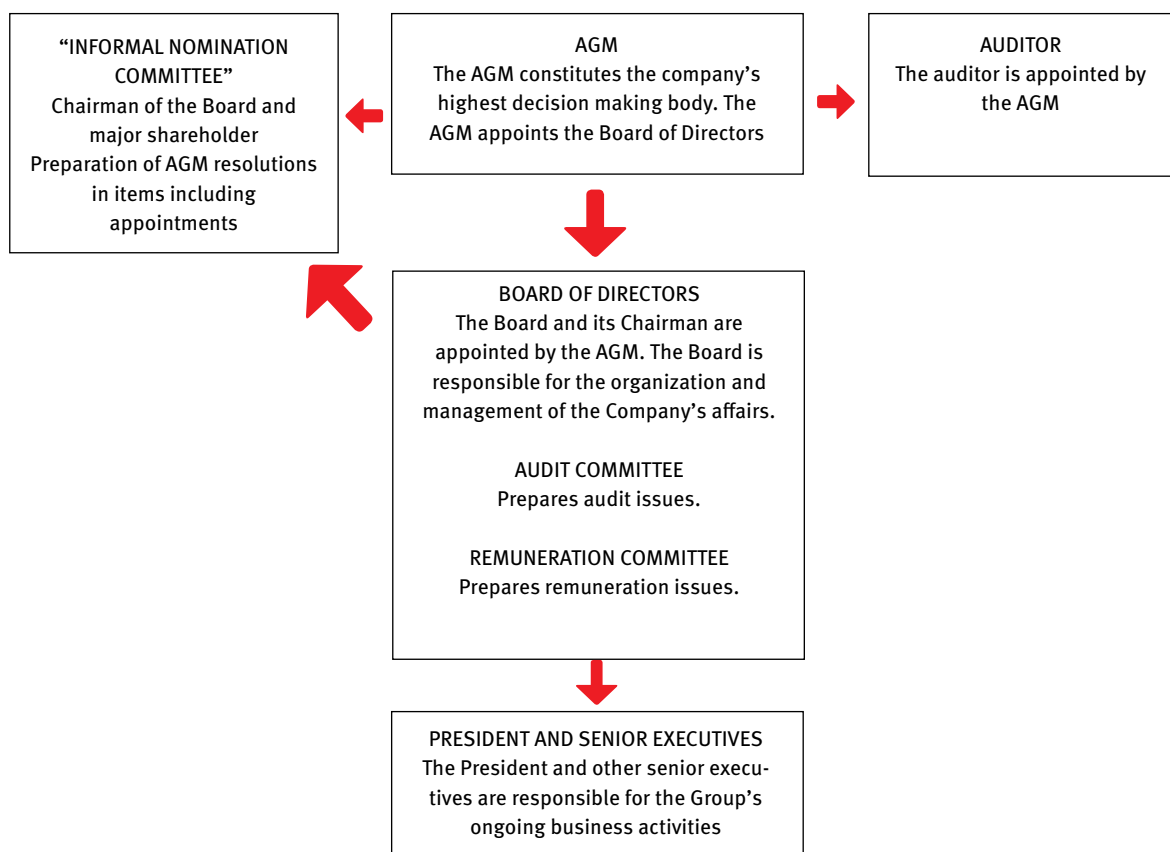 “INFORMAL NOMINATION
COMMITTEE”
Chairman of the Board and
major shareholder
Preparation of AGM resolutions
in items including
appointments
AGM
The AGM constitutes the company’s
highest decision making body. The
AGM appoints the Board of Directors
AUDITOR
The auditor is appointed by
the AGM
BOARD OF DIRECTORS
The Board and its Chairman are
appointed by the AGM. The Board is
responsible for the organization and
management of the Company’s affairs.
AUDIT COMMITTEE
Prepares audit issues.
REMUNERATION COMMITTEE
Prepares remuneration issues.
PRESIDENT AND SENIOR EXECUTIVES
The President and other senior execu-
tives are responsible for the Group’s
ongoing business activities